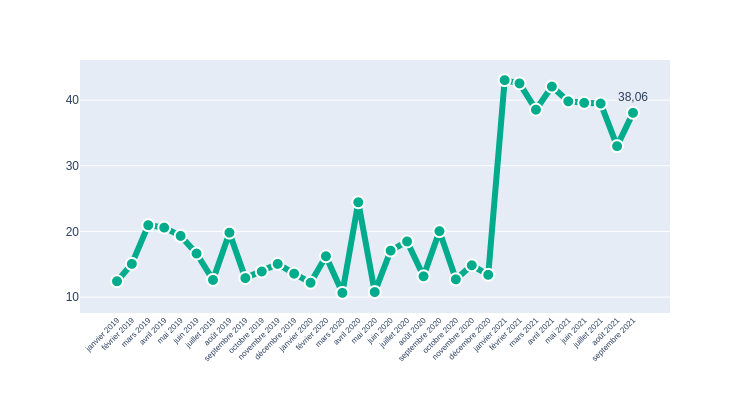 40
30
20
10
38,06
janvier 2019
février 2019
mars 2019
avril 2019
mai 2019
juin 2019
juillet 2019
août 2019
septembre 2019
octobre 2019
novembre 2019
décembre 2019
janvier 2020
février 2020
mars 2020
avril 2020
mai 2020
juin 2020
juillet 2020
août 2020
septembre 2020
octobre 2020
novembre 2020
décembre 2020
janvier 2021
février 2021
mars 2021
avril 2021
mai 2021
juin 2021
juillet 2021
août 2021
septembre 2021